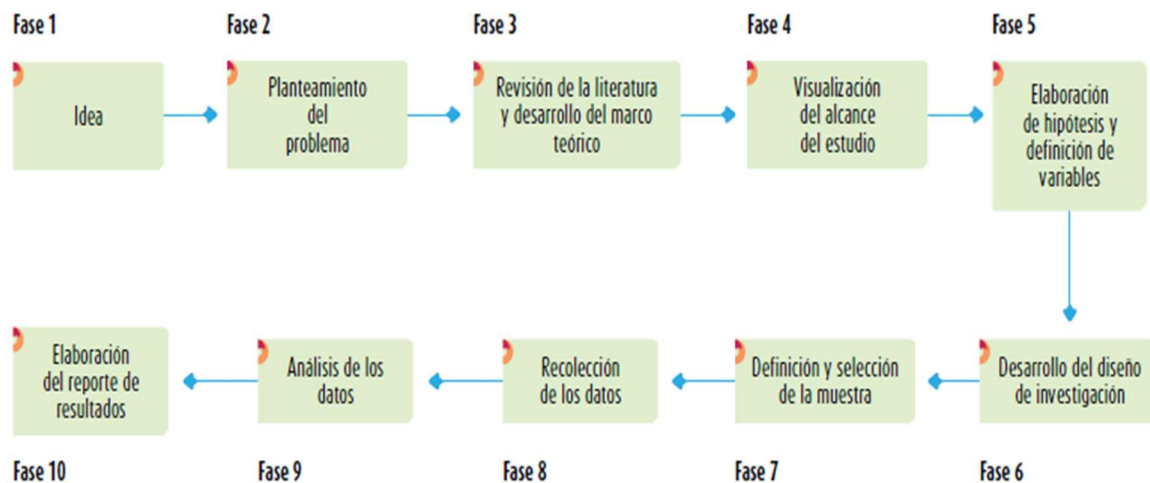 Fase 1
Idea
Fase 2
Planteamiento
del
problema
Fase 3
Revisión de la literatura
y desarrollo del marco
teórico
Fase 4
Visualización
del alcance
del estudio
Fase 5
Elaboración
de hipótesis y
definición de
variables
Desarrollo del diseño
de investigación
Fase 6
Definición y selección
de la muestra
Fase 7
Recolección
de los datos
Fase 8
Análisis de los
datos
Fase 9
Elaboración
del reporte de
resultados
Fase 10